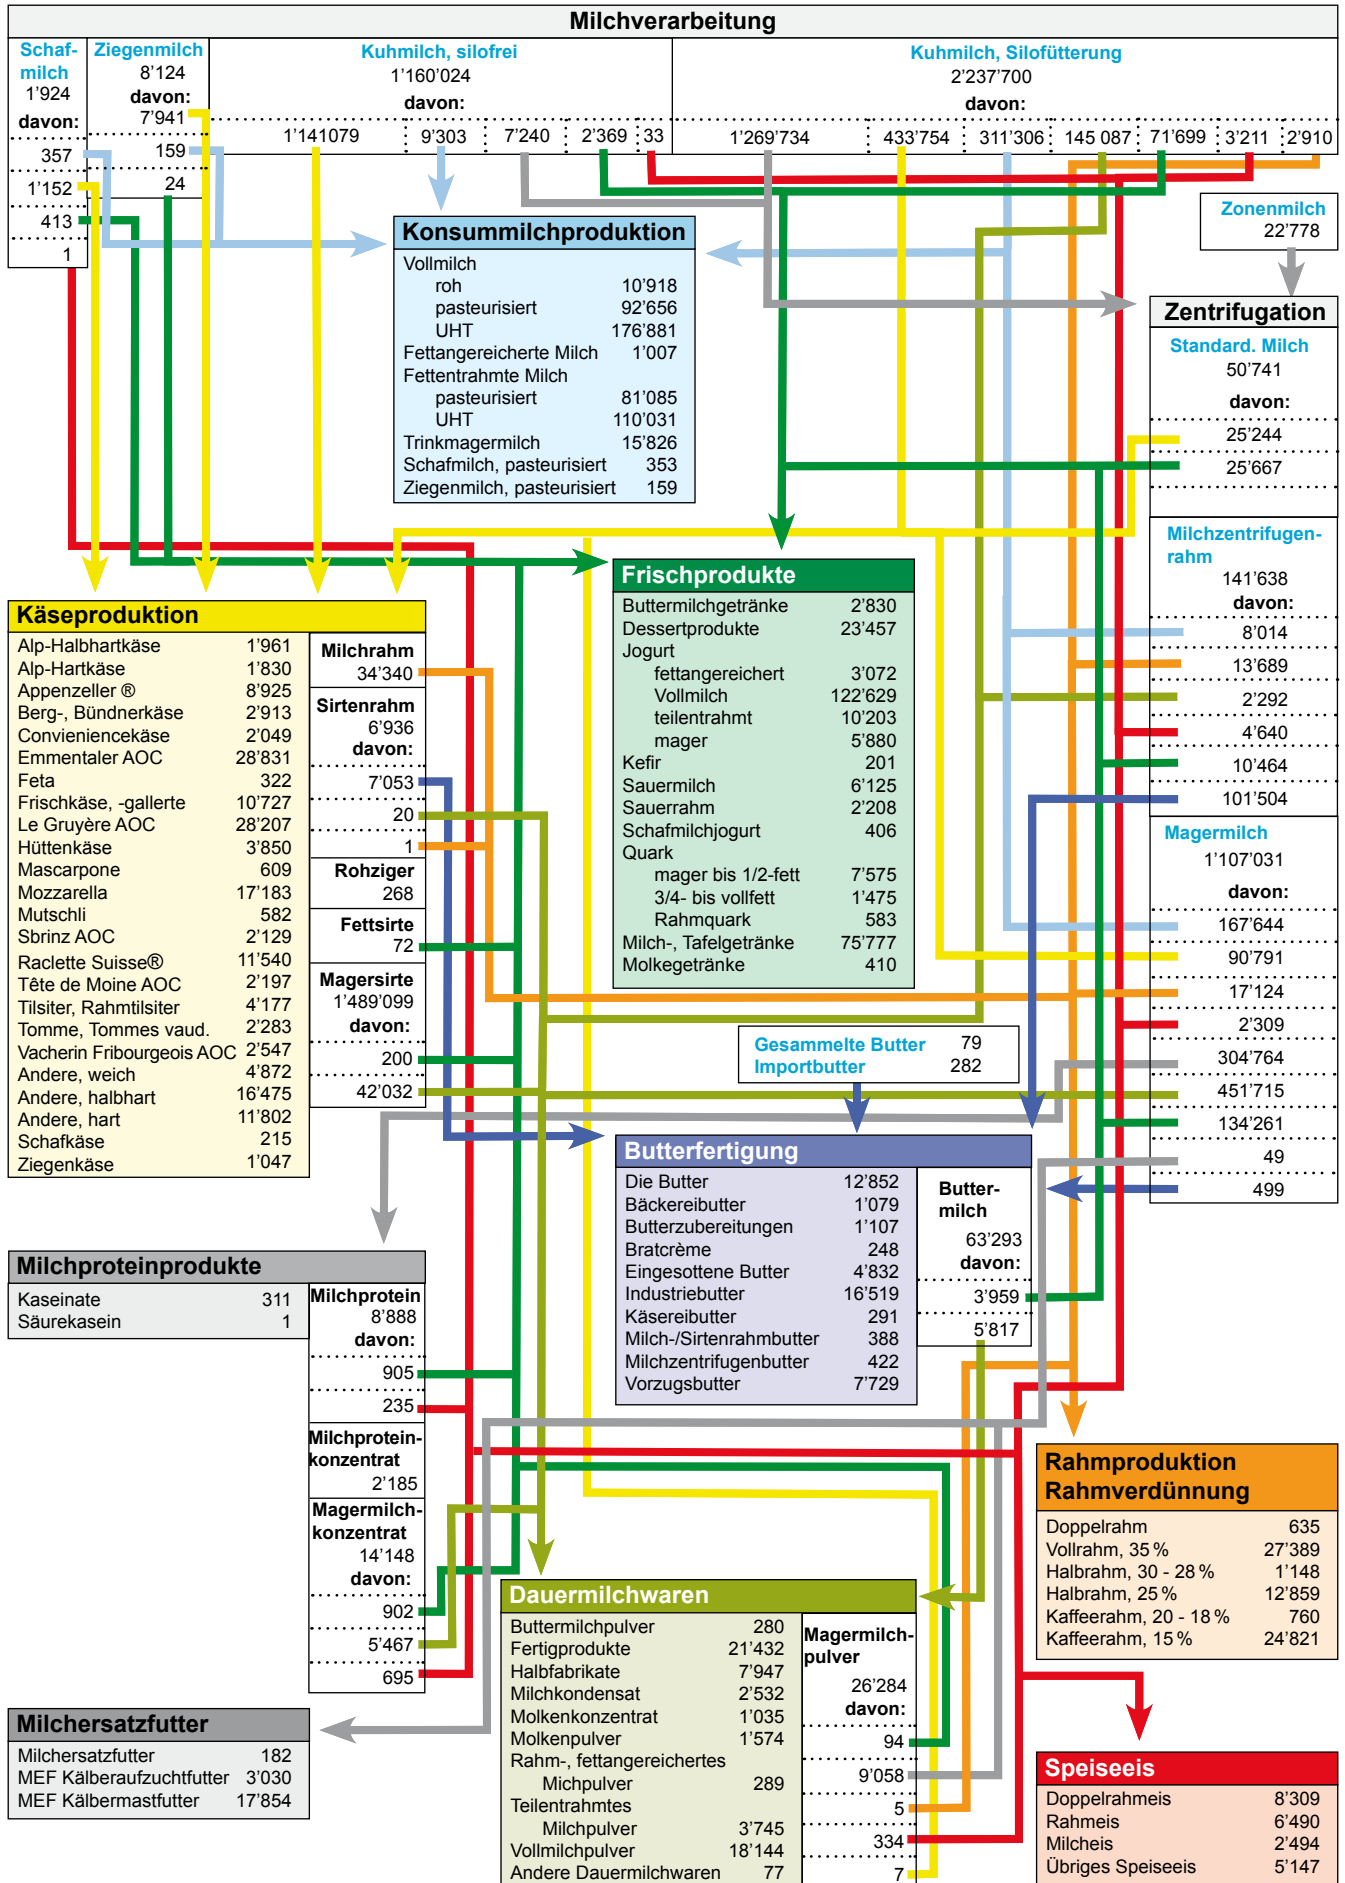 Milchverarbeitung
Schaf-
milch
1’924
davon:
357
1’152
413
1
Ziegenmilch
8’124
davon:
7’941
159
24
Kuhmilch, silofrei
1’160’024
davon:
1’141079 9’303 7’240 2’369 33
Kuhmilch, Silofütterung
2’237’700
davon:
1’269’734 433’754 311’306 145 087 71’699 3’211 2’910
Zonenmilch
22’778
Konsummilchproduktion
Vollmilch
roh 10’918
pasteurisiert 92’656
UHT 176’881
Fettangereicherte Milch 1’007
Fettentrahmte Milch
pasteurisiert 81’085
UHT 110’031
Trinkmagermilch 15’826
Schafmilch, pasteurisiert 353
Ziegenmilch, pasteurisiert 159
Zentrifugation
Standard. Milch
50’741
davon:
25’244
25’667
Milchzentrifugen-
rahm
141’638
davon:
8’014
13’689
2’292
4’640
10’464
101’504
Magermilch
1’107’031
davon:
167’644
90’791
17’124
2’309
304’764
451’715
134’261
49
499
Käseproduktion
Alp-Halbhartkäse 1’961
Alp-Hartkäse 1’830
Appenzeller ® 8’925
Berg-, Bündnerkäse 2’913
Convieniencekäse 2’049
Emmentaler AOC 28’831
Feta 322
Frischkäse, -gallerte 10’727
Le Gruyère AOC 28’207
Hüttenkäse 3’850
Mascarpone 609
Mozzarella 17’183
Mutschli 582
Sbrinz AOC 2’129
Raclette Suisse® 11’540
Tête de Moine AOC 2’197
Tilsiter, Rahmtilsiter 4’177
Tomme, Tommes vaud. 2’283
Vacherin Fribourgeois AOC 2’547
Andere, weich 4’872
Andere, halbhart 16’475
Andere, hart 11’802
Schafkäse 215
Ziegenkäse 1’047
Milchrahm
34’340
Sirtenrahm
6’936
davon:
7’053
20
1
Rohziger
268
Fettsirte
72
Magersirte
1’489’099
davon:
200
42’032
Frischprodukte
Buttermilchgetränke 2’830
Dessertprodukte 23’457
Jogurt
fettangereichert 3’072
Vollmilch 122’629
teilentrahmt 10’203
mager 5’880
Kefir 201
Sauermilch 6’125
Sauerrahm 2’208
Schafmilchjogurt 406
Quark
mager bis 1/2-fett 7’575
3/4- bis vollfett 1’475
Rahmquark 583
Milch-, Tafelgetränke 75’777
Molkegetränke 410
Gesammelte Butter 79
Importbutter 282
Butterfertigung
Die Butter 12’852
Bäckereibutter 1’079
Butterzubereitungen 1’107
Bratcrème 248
Eingesottene Butter 4’832
Industriebutter 16’519
Käsereibutter 291
Milch-/Sirtenrahmbutter 388
Milchzentrifugenbutter 422
Vorzugsbutter 7’729
Butter-
milch
63’293
davon:
3’959
5’817
Milchproteinprodukte
Kaseinate 311
Säurekasein 1
Milchprotein
8’888
davon:
905
235
Milchprotein-
konzentrat
2’185
Magermilch-
konzentrat
14’148
davon:
902
5’467
695
Rahmproduktion
Rahmverdünnung
Doppelrahm 635
Vollrahm, 35 % 27’389
Halbrahm, 30 - 28 % 1’148
Halbrahm, 25 % 12’859
Kaffeerahm, 20 - 18 % 760
Kaffeerahm, 15 % 24’821
Dauermilchwaren
Buttermilchpulver 280
Fertigprodukte 21’432
Halbfabrikate 7’947
Milchkondensat 2’532
Molkenkonzentrat 1’035
Molkenpulver 1’574
Rahm-, fettangereichertes
Michpulver 289
Teilentrahmtes
Milchpulver 3’745
Vollmilchpulver 18’144
Andere Dauermilchwaren 77
Magermilch-
pulver
26’284
davon:
94
9’058
5
334
7
Milchersatzfutter
Milchersatzfutter 182
MEF Kälberaufzuchtfutter 3’030
MEF Kälbermastfutter 17’854
Speiseeis
Doppelrahmeis 8’309
Rahmeis 6’490
Milcheis 2’494
Übriges Speiseeis 5’147